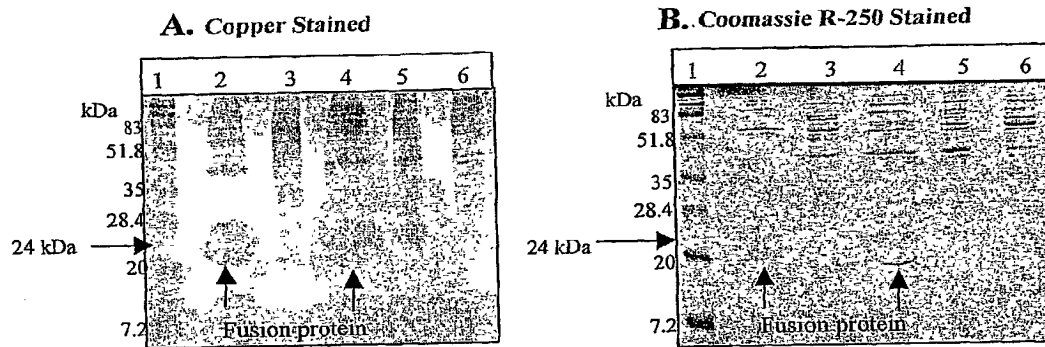 A. Copper Stained
1 2 3 4 5 6
kDa
83
51.8
35
28.4
24 kDa
20
7.2
Fusion protein
B. Coomassie R-250 Stained
1 2 3 4 5 6
kDa
83
51.8
35
28.4
24 kDa
20
7.2
Fusion protein